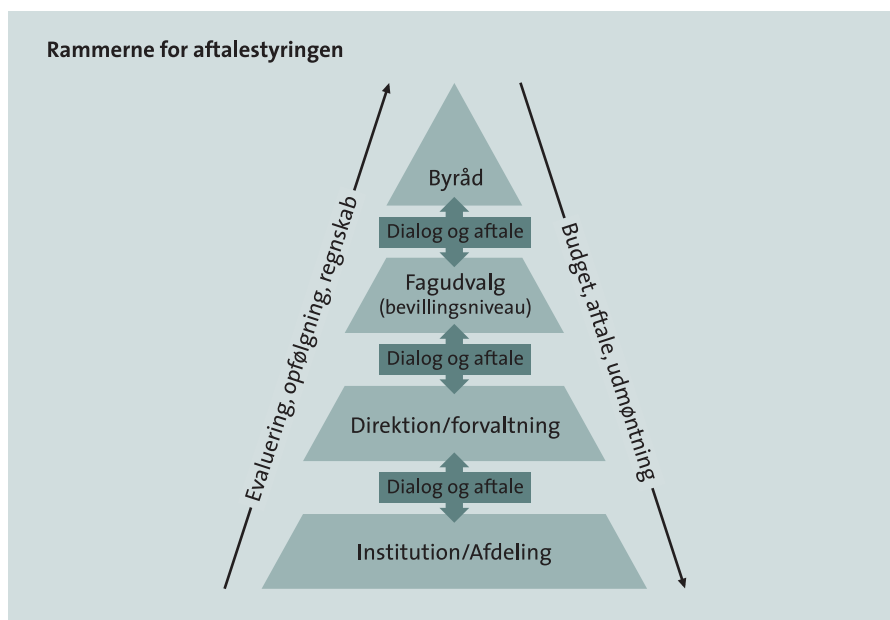 Rammerne for aftalestyringen
Byråd
Dialog og aftale
Fagudvalg
(bevillingsniveau)
Dialog og aftale
Direktion/forvaltning
Dialog og aftale
Institution/Afdeling
Evaluering, opfølgning, regnskab
Budget, aftale, udmøntning